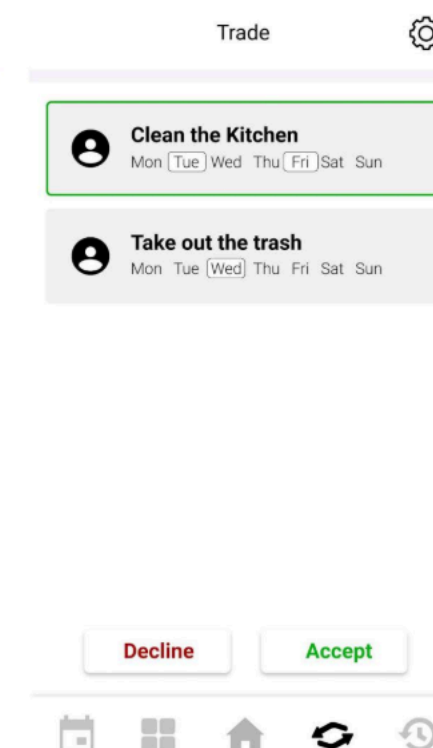 Trade
Clean the Kitchen
Mon Tue Wed Thu Fri Sat Sun
Take out the trash
Mon Tue Wed Thu Fri Sat Sun
Decline Accept